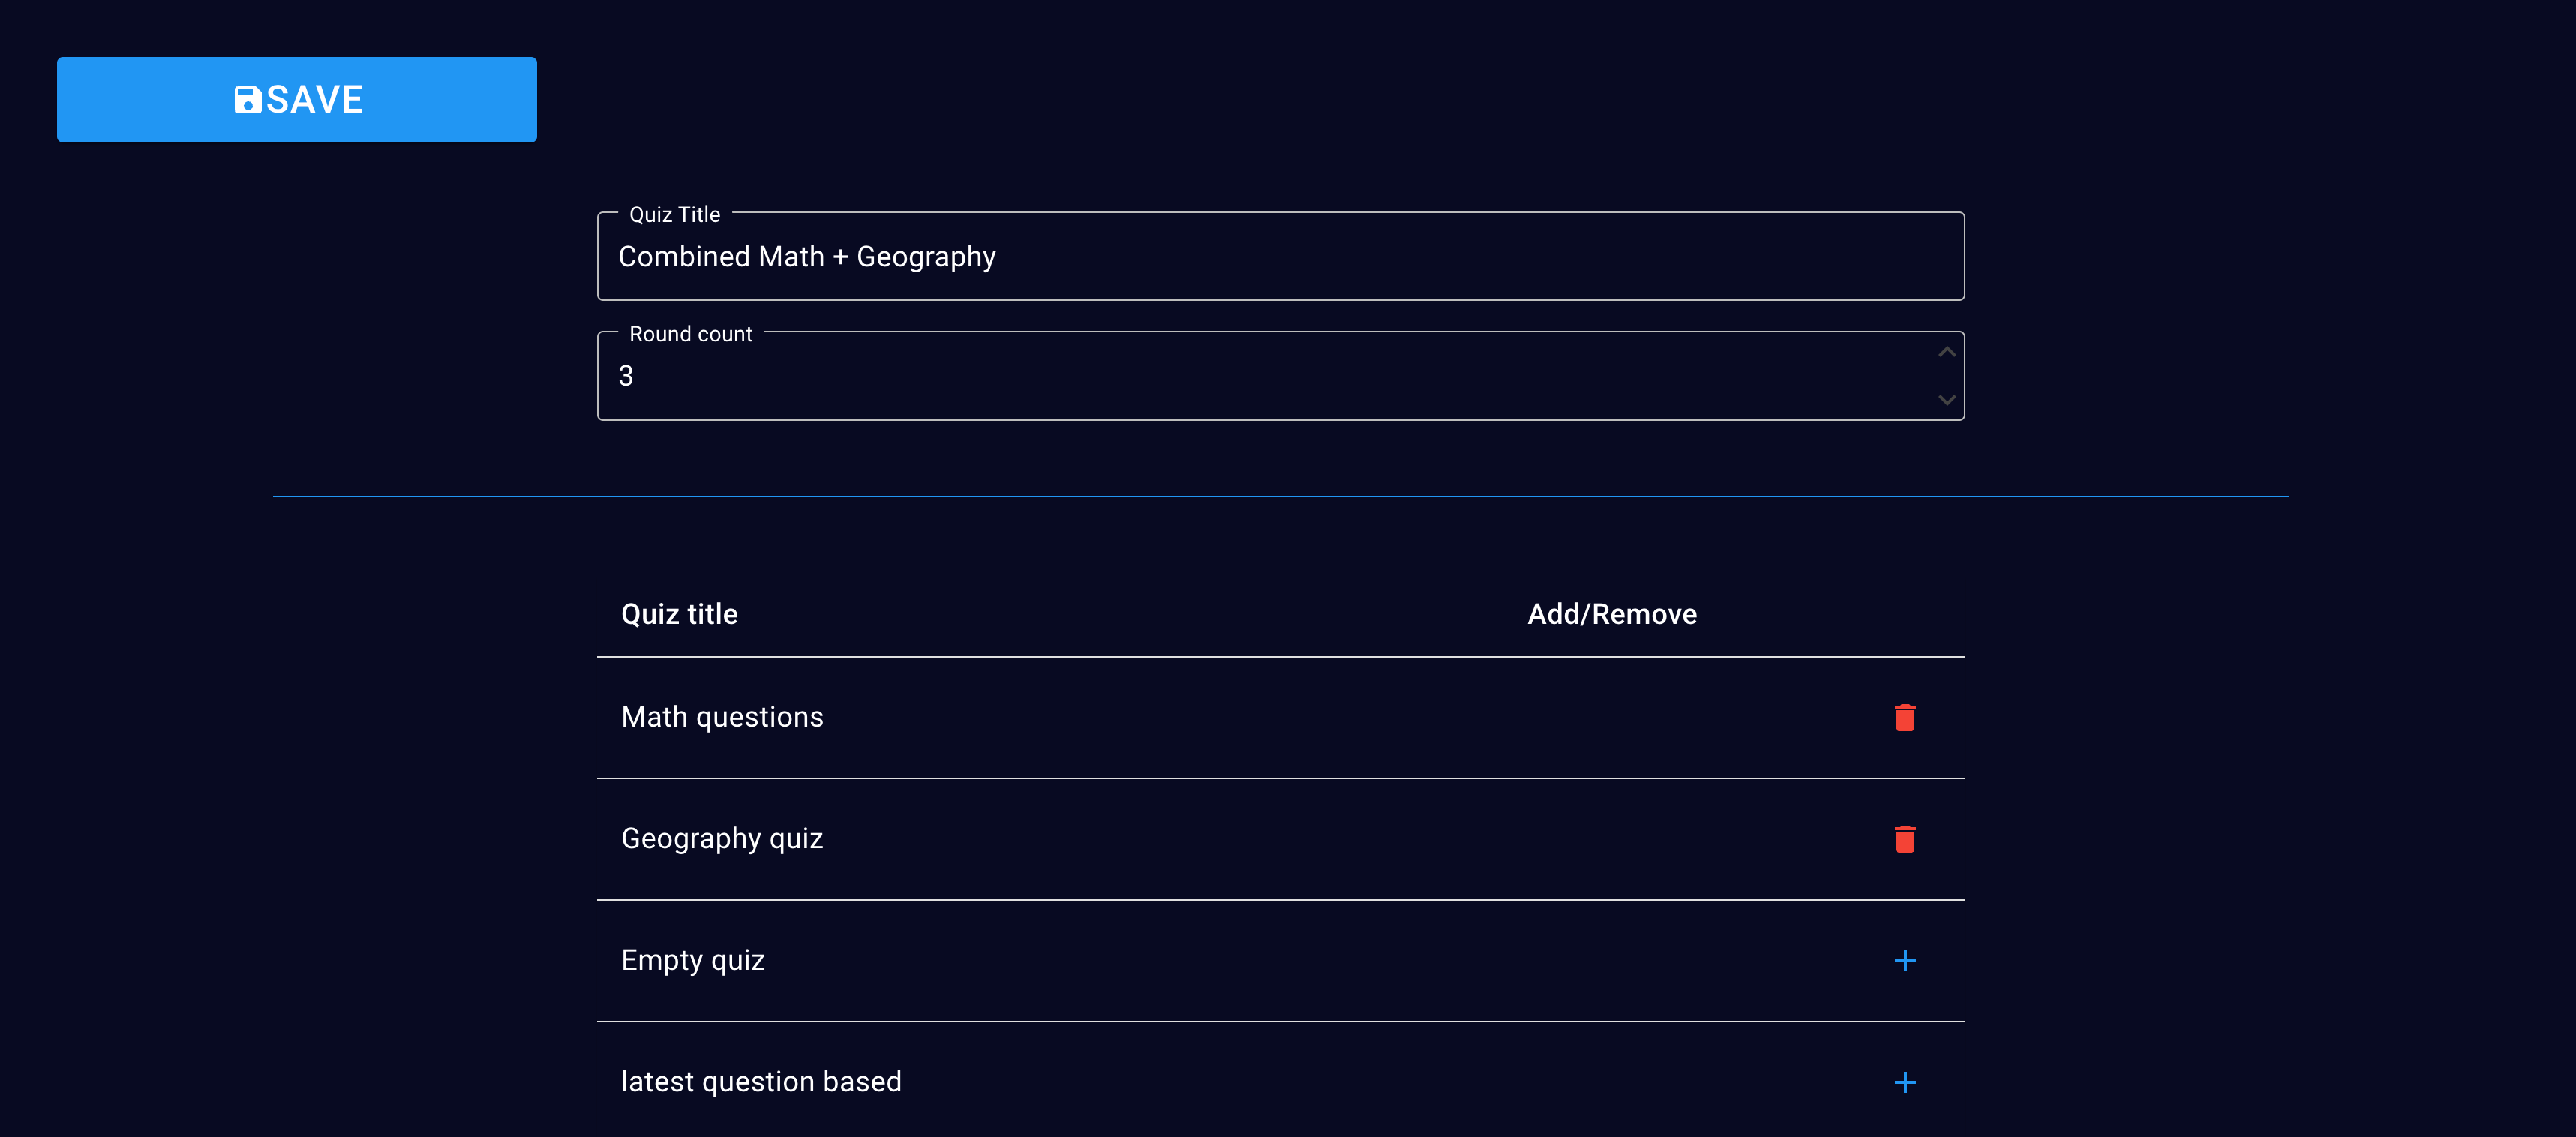 SAVE
Quiz Title
Combined Math + Geography
Round count
3
Quiz title Add/Remove
Math questions
Geography quiz
Empty quiz
latest question based